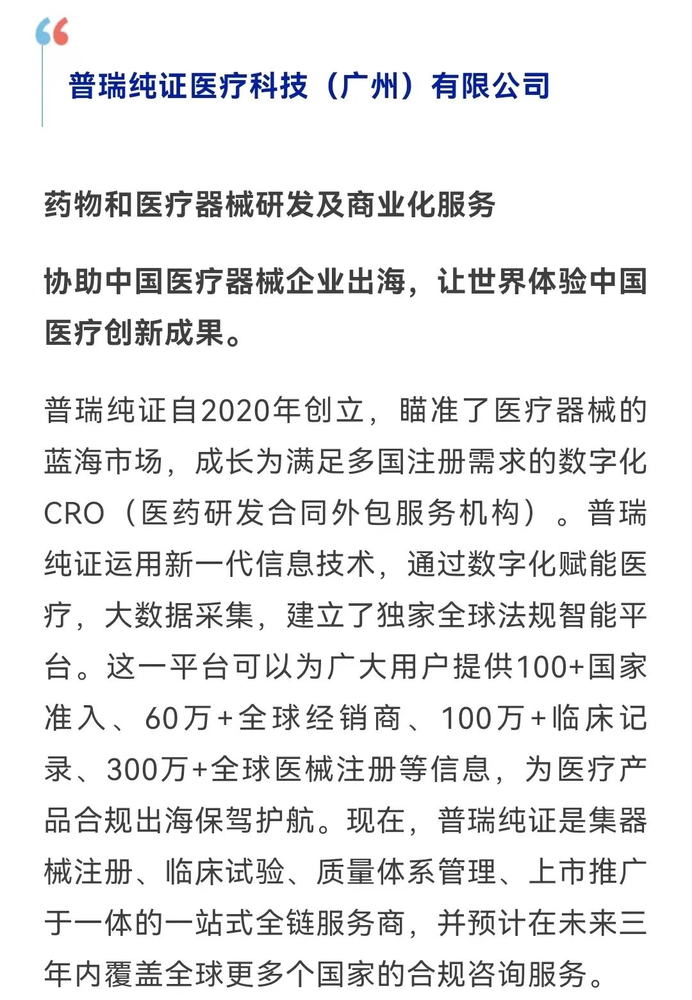 普瑞纯证医疗科技（广州）有限公司
药物和医疗器械研发及商业化服务
协助中国医疗器械企业出海，让世界体验中国
医疗创新成果。
普瑞纯证自2020年创立，瞄准了医疗器械的
蓝海市场，成长为满足多国注册需求的数字化
CRO（医药研发合同外包服务机构）。普瑞
纯证运用新一代信息技术，通过数字化赋能医
疗，大数据采集，建立了独家全球法规智能平
台。这一平台可以为广大用户提供100+国家
准入、60万+全球经销商、100万+临床记
录、300万+全球医械注册等信息，为医疗产
品合规出海保驾护航。现在，普瑞纯证是集器
械注册、临床试验、质量体系管理、上市推广
于一体的一站式全链服务商，并预计在未来三
年内覆盖全球更多个国家的合规咨询服务。